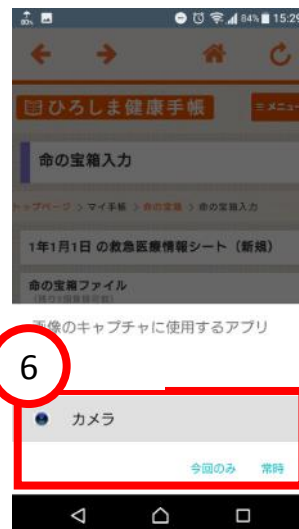 84% 15:29
ひろしま健康手帳
≡メニュー
命の宝箱入力
トップページ > マイ手帳 > 命の宝箱 > 命の宝箱入力
1年1月1日 の救急医療情報シート（新規）
命の宝箱ファイル
画像のキャプチャに使用するアプリ
6
カメラ
今回のみ 常時